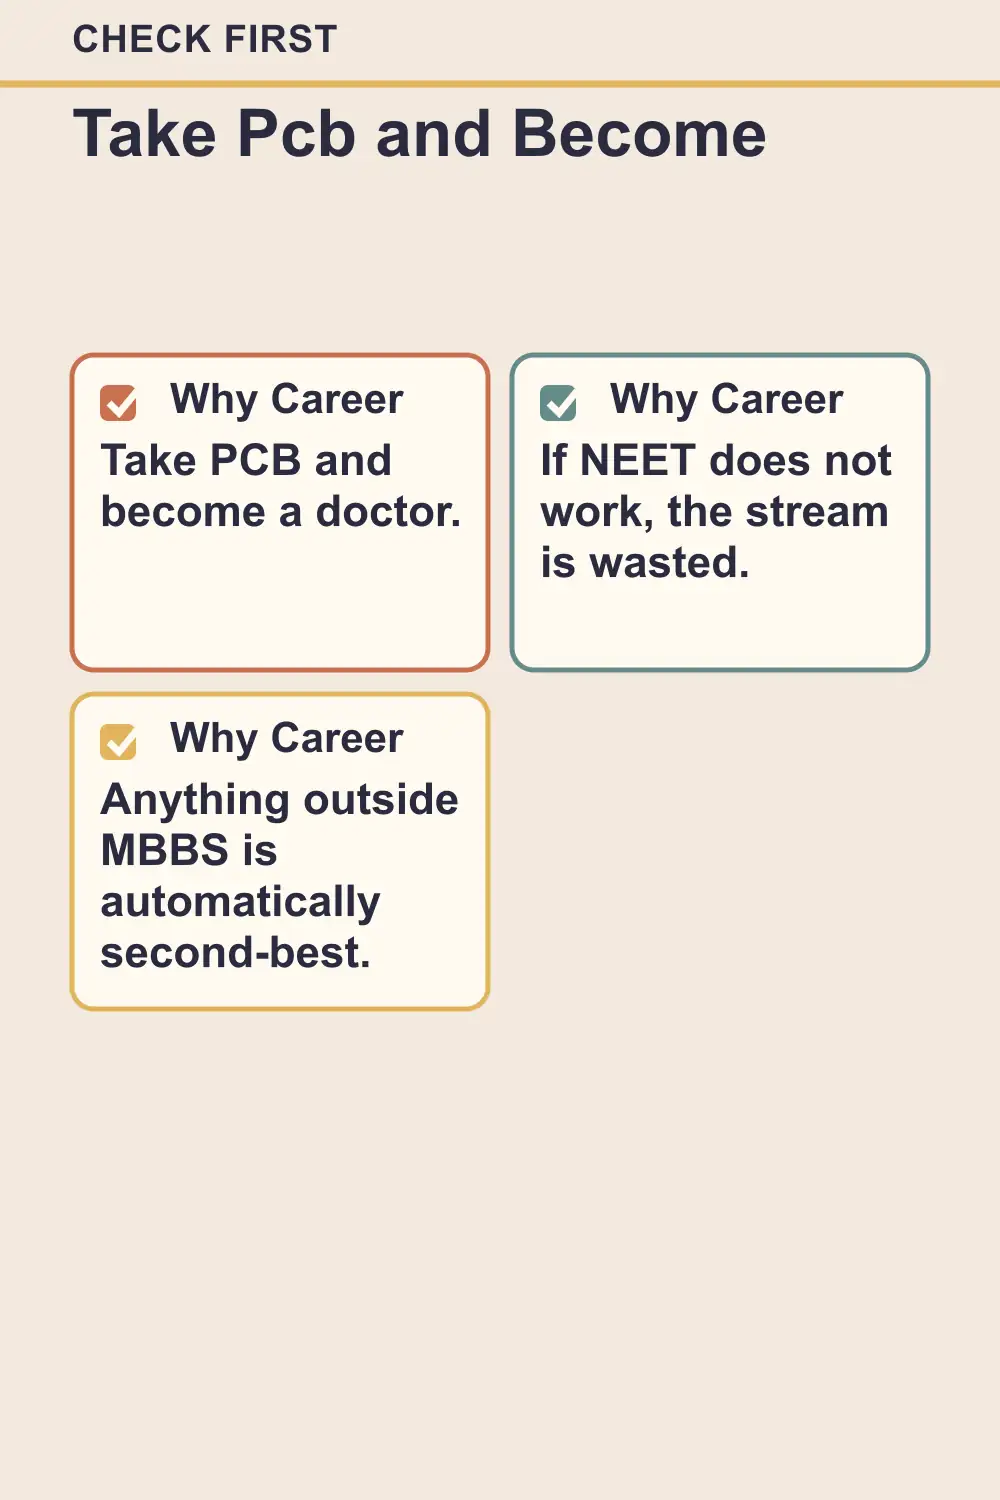 CHECK FIRST
Take Pcb and Become
Why Career
Take PCB and
become a doctor.
Why Career
If NEET does not
work, the stream
is wasted.
Why Career
Anything outside
MBBS is
automatically
second-best.